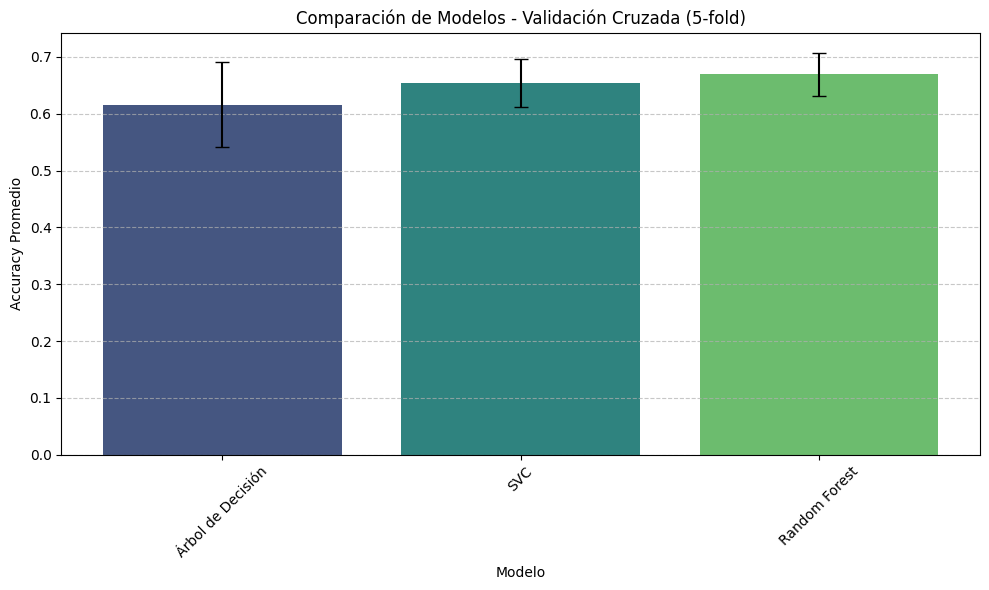 Comparación de Modelos - Validación Cruzada (5-fold)
Accuracy Promedio
0.7
0.6
0.5
0.4
0.3
0.2
0.1
0.0
Árbol de Decisión
SVC
Random Forest
Modelo